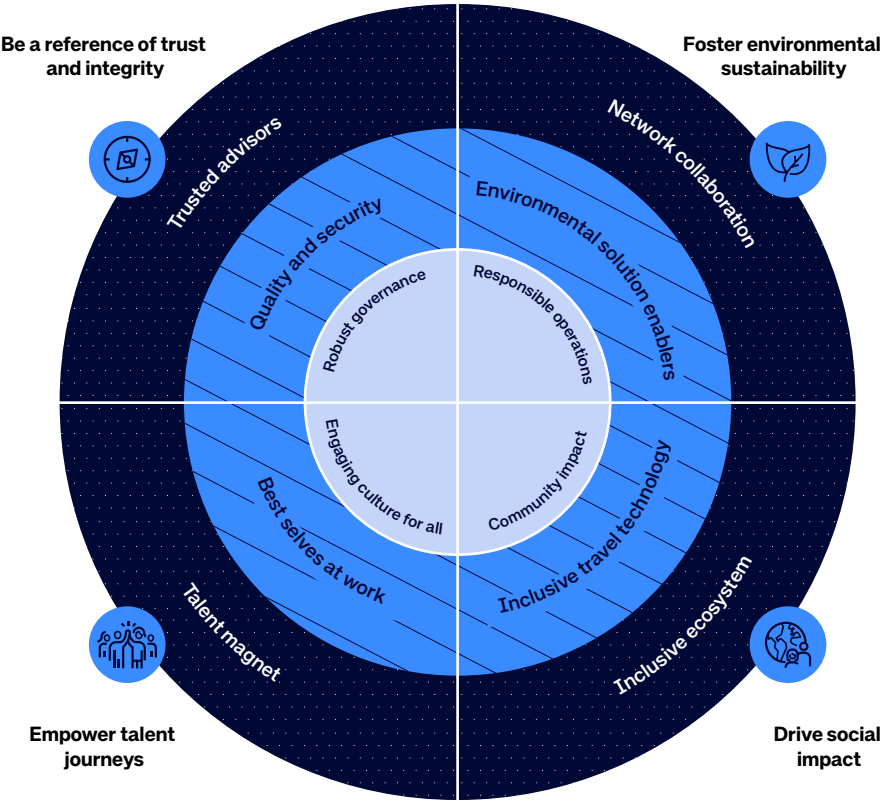 Be a reference of trust
and integrity
Foster environmental
sustainability
Trusted advisors
Network collaboration
Quality and security
Environmental solution enablers
Robust governance
Responsible operations
Engaging culture for all
Community impact
Best selves at work
Inclusive travel technology
Talent magnet
Inclusive ecosystem
Empower talent
journeys
Drive social
impact